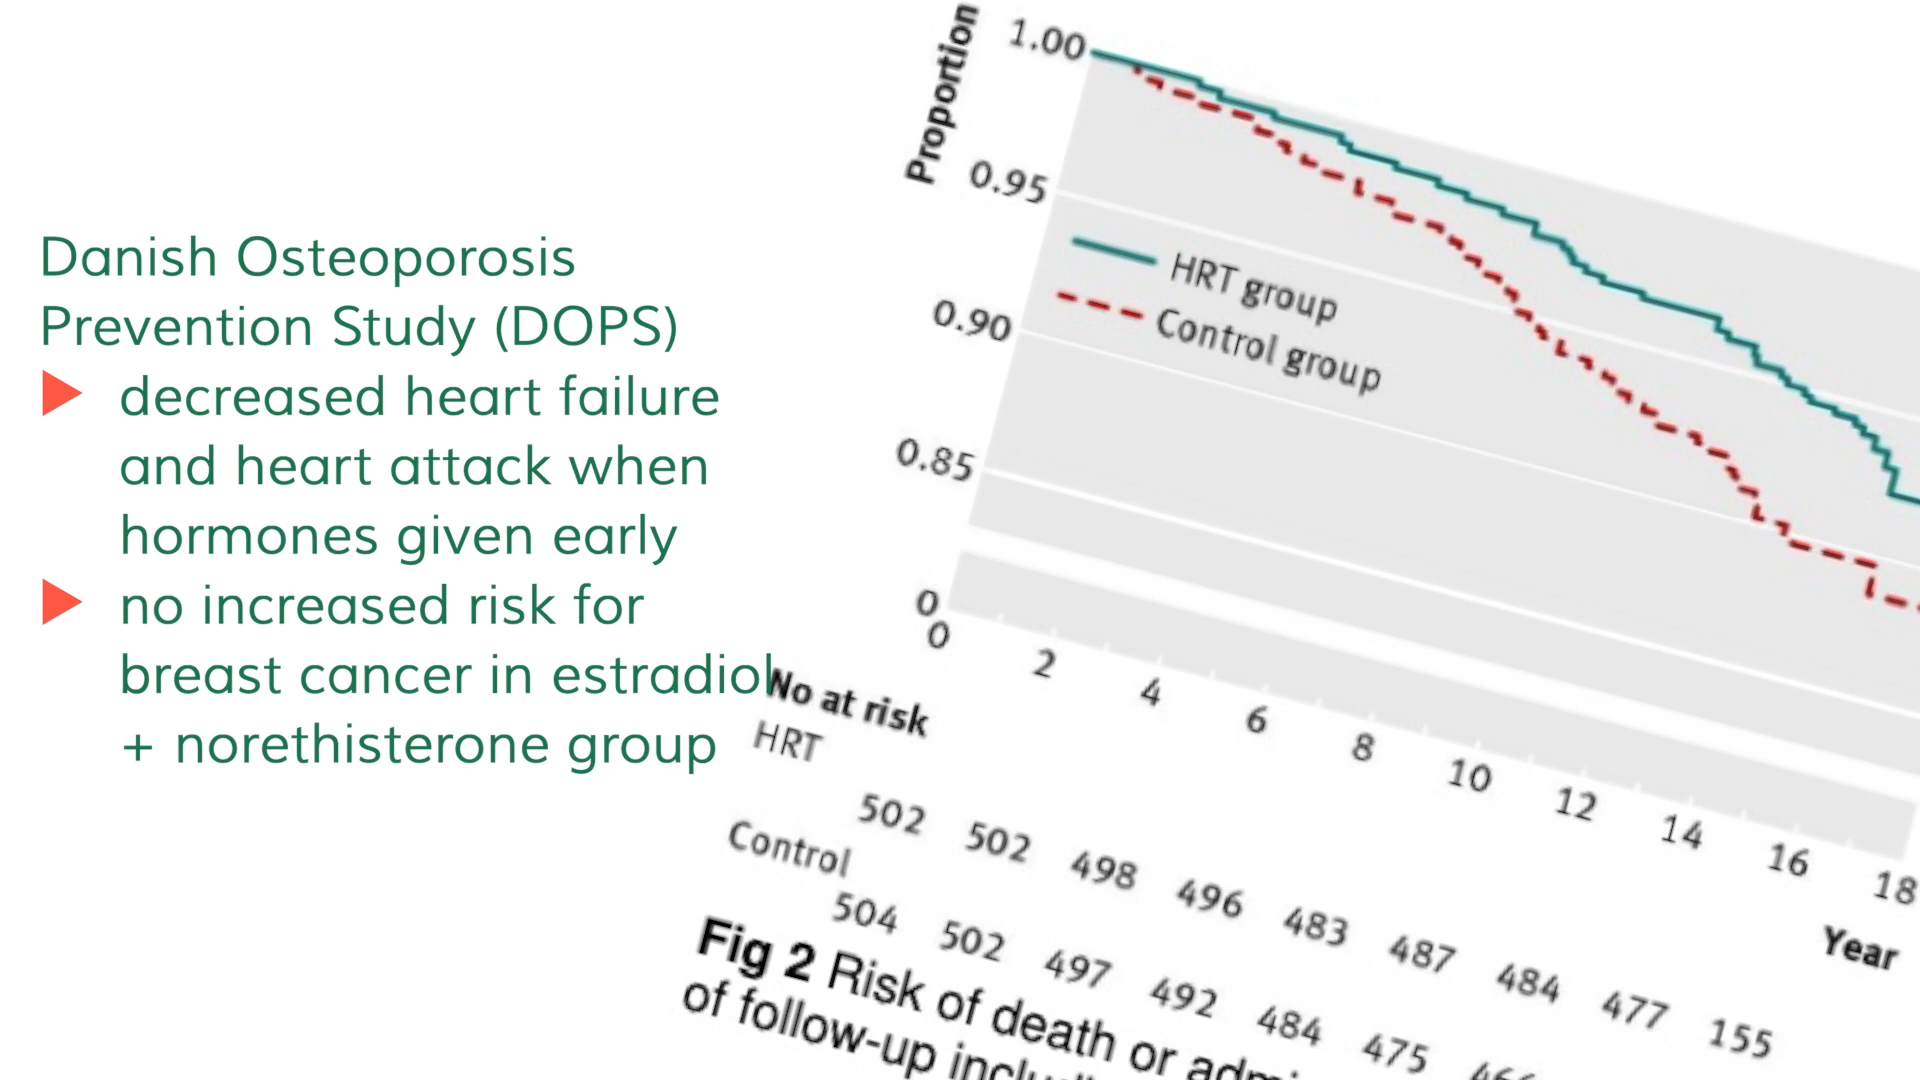 Danish Osteoporosis
Prevention Study (DOPS)
decreased heart failure
and heart attack when
hormones given early
no increased risk for
breast cancer in estradiol
+ norethisterone group
Proportion
1.00
0.95
0.90
0.85
0
HRT group
Control group
0 2 4 6 8 10 12 14 16 18
Year
No at risk
HRT
502 502 498 496 483 487 484 477 155
Control
504 502 497 492 484 475
Fig 2 Risk of death or
of follow-up